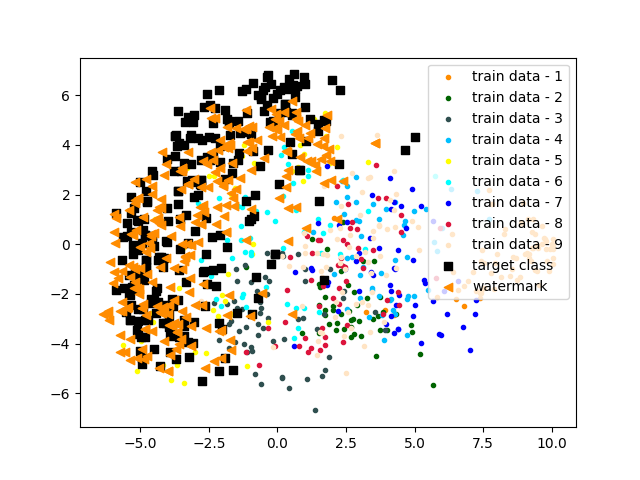 train data - 1
train data - 2
train data - 3
train data - 4
train data - 5
train data - 6
train data - 7
train data - 8
train data - 9
target class
watermark
6
4
2
0
−2
−4
−6
−5.0 −2.5 0.0 2.5 5.0 7.5 10.0